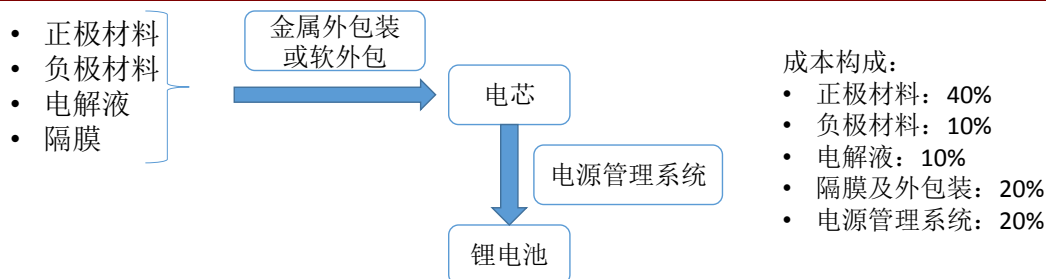 • 正极材料
• 负极材料
• 电解液
• 隔膜
金属外包装
或软外包
电芯
电源管理系统
锂电池
成本构成：
• 正极材料：40%
• 负极材料：10%
• 电解液：10%
• 隔膜及外包装：20%
• 电源管理系统：20%